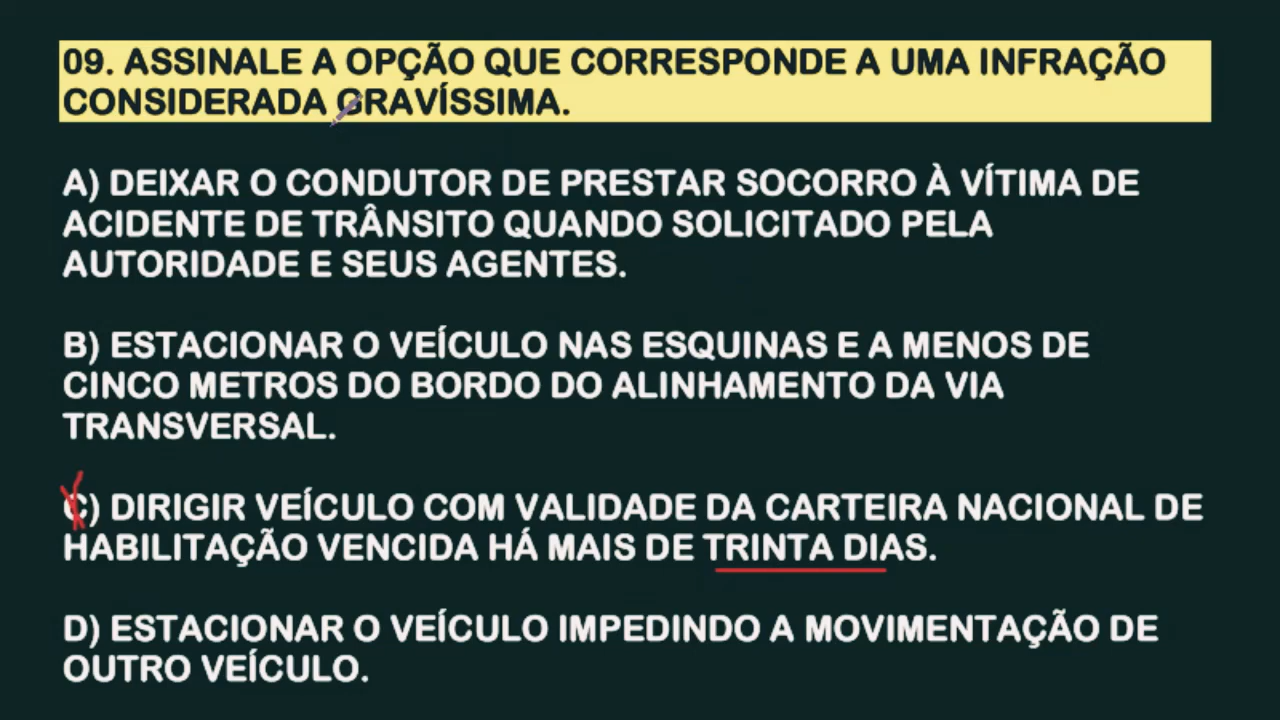 09. ASSINALE A OPÇÃO QUE CORRESPONDE A UMA INFRAÇÃO
CONSIDERADA GRAVÍSSIMA.
A) DEIXAR O CONDUTOR DE PRESTAR SOCORRO À VÍTIMA DE
ACIDENTE DE TRÂNSITO QUANDO SOLICITADO PELA
AUTORIDADE E SEUS AGENTES.
B) ESTACIONAR O VEÍCULO NAS ESQUINAS E A MENOS DE
CINCO METROS DO BORDO DO ALINHAMENTO DA VIA
TRANSVERSAL.
C) DIRIGIR VEÍCULO COM VALIDADE DA CARTEIRA NACIONAL DE
HABILITAÇÃO VENCIDA HÁ MAIS DE TRINTA DIAS.
D) ESTACIONAR O VEÍCULO IMPEDINDO A MOVIMENTAÇÃO DE
OUTRO VEÍCULO.